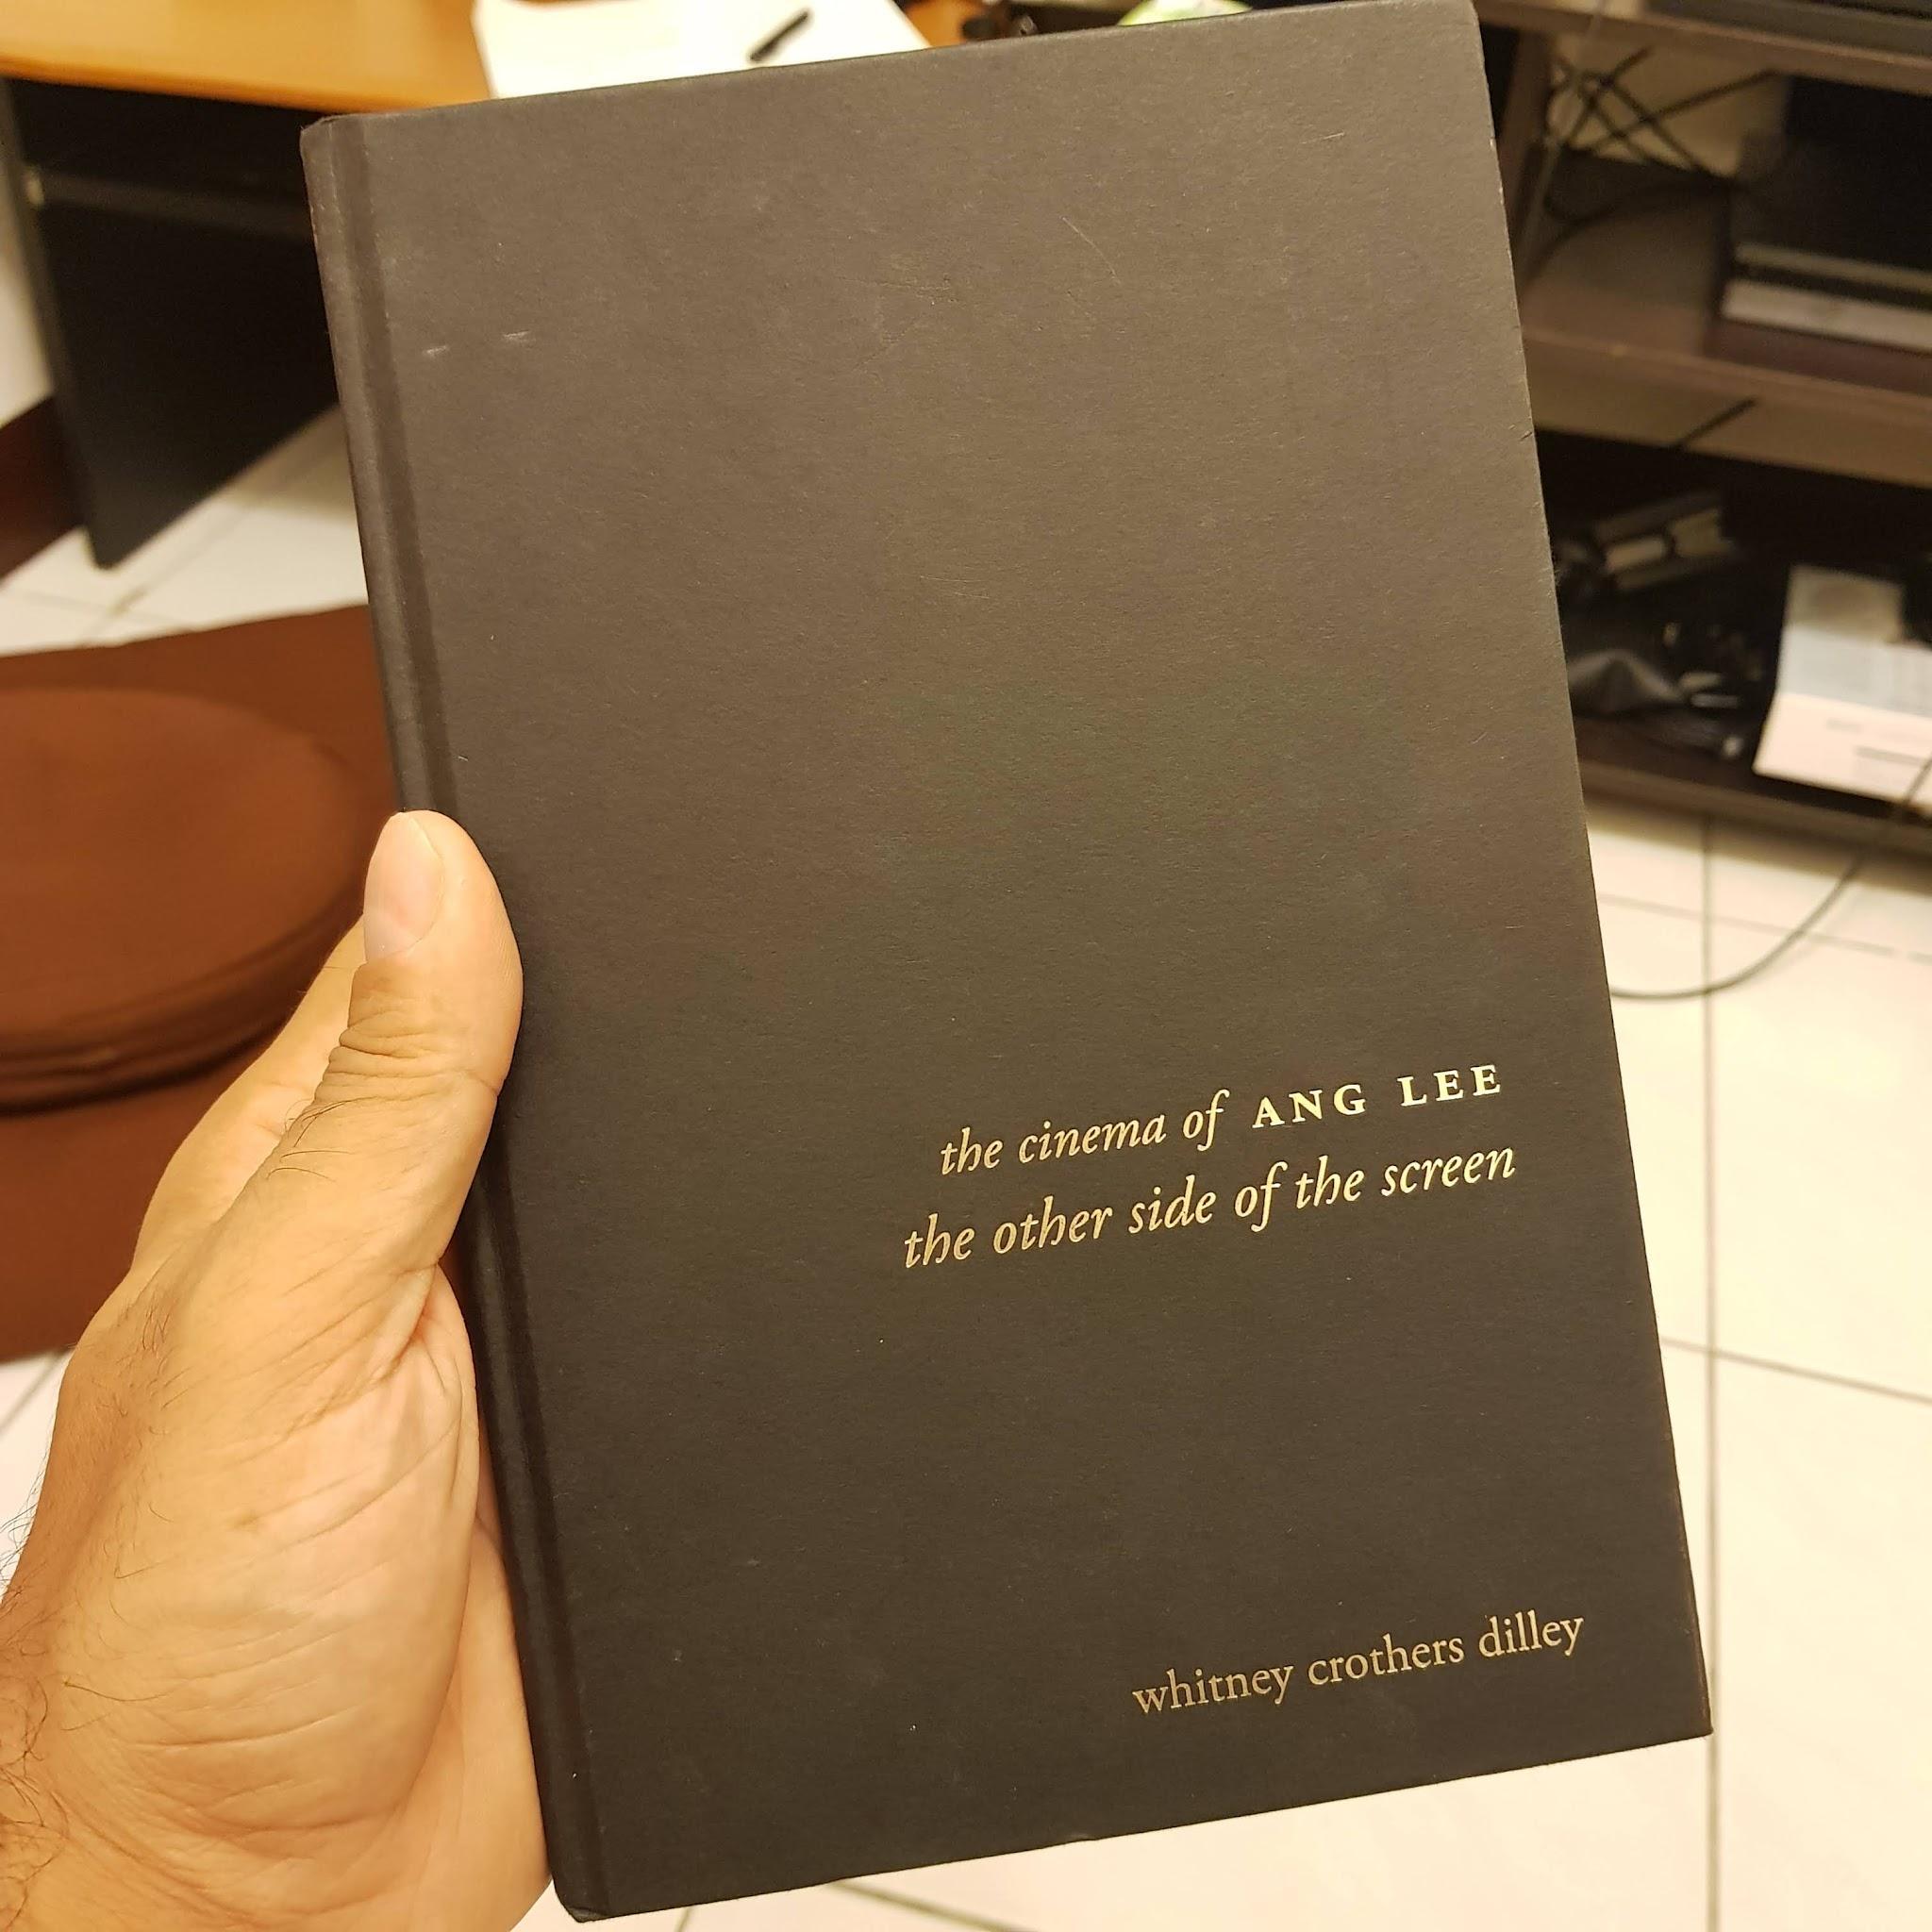 the cinema of ANG LEE
the other side of the screen
whitney crothers dilley